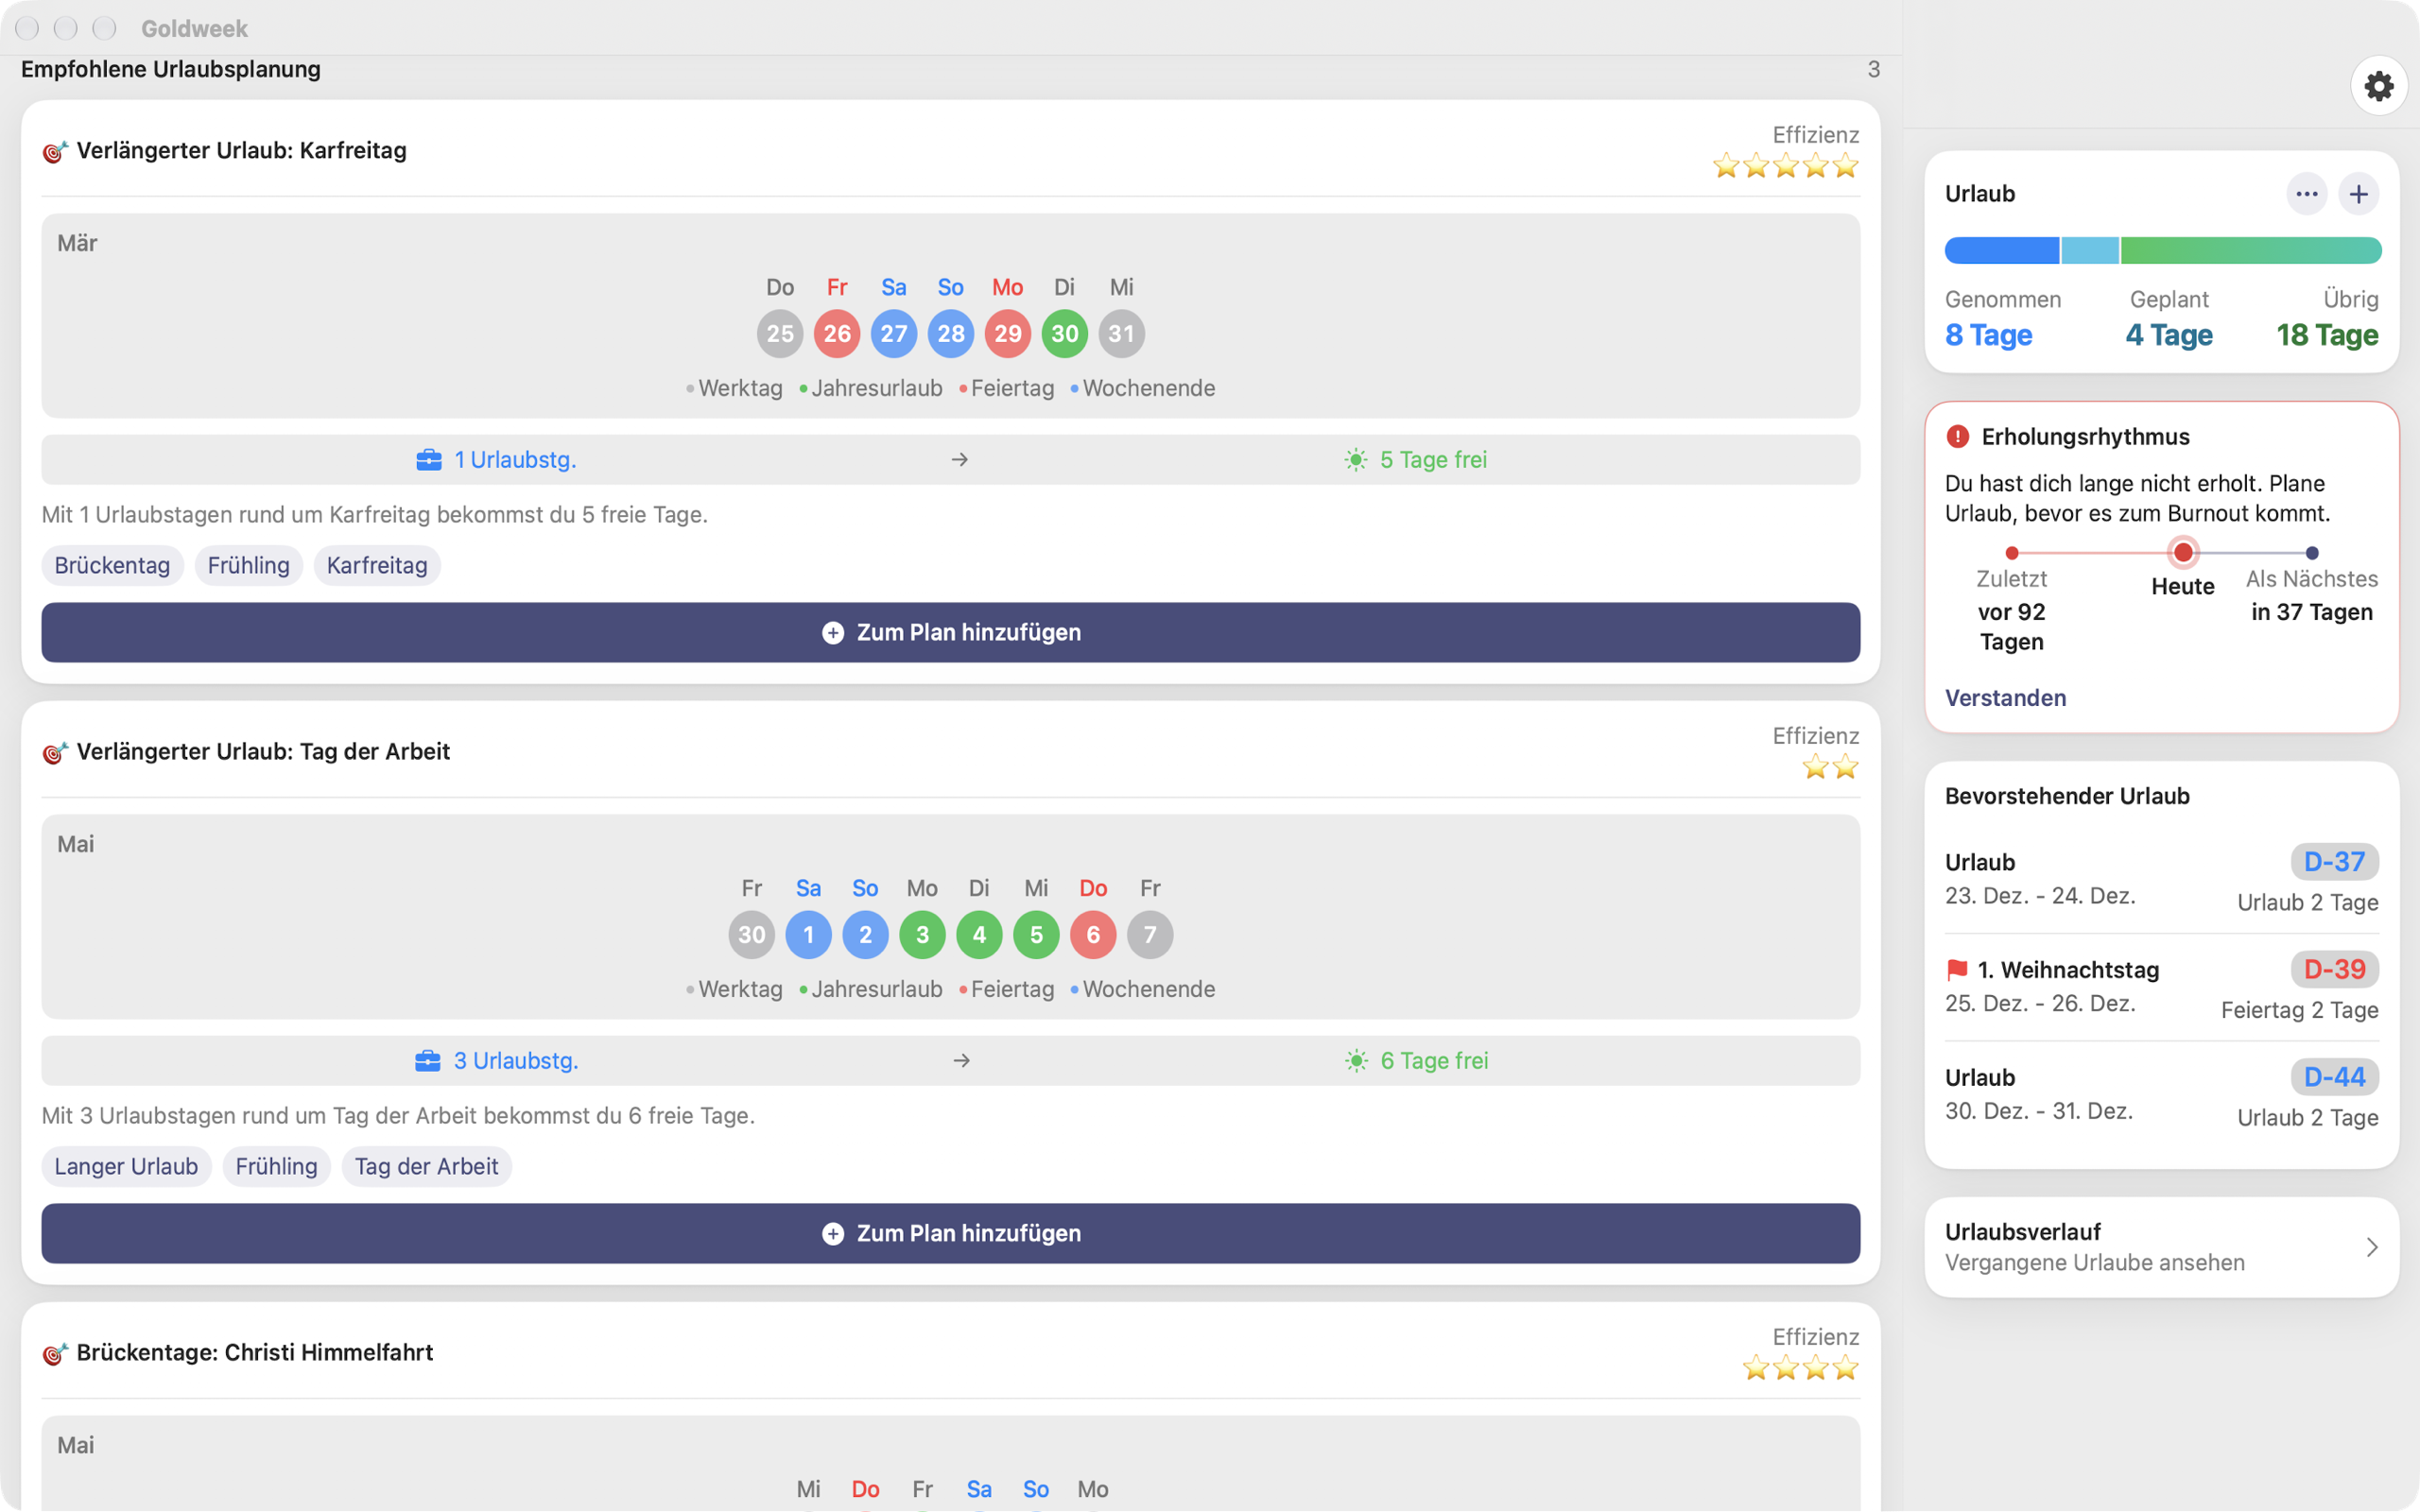 Goldweek
Empfohlene Urlaubsplanung
3
Verlängerter Urlaub: Karfreitag
Effizienz
Mär
Do Fr Sa So Mo Di Mi
25 26 27 28 29 30 31
Werktag Jahresurlaub Feiertag Wochenende
1 Urlaubstg. → 5 Tage frei
Mit 1 Urlaubstagen rund um Karfreitag bekommst du 5 freie Tage.
Brückentag Frühling Karfreitag
Zum Plan hinzufügen
Verlängerter Urlaub: Tag der Arbeit
Effizienz
Mai
Fr Sa So Mo Di Mi Do Fr
30 1 2 3 4 5 6 7
Werktag Jahresurlaub Feiertag Wochenende
3 Urlaubstg. → 6 Tage frei
Mit 3 Urlaubstagen rund um Tag der Arbeit bekommst du 6 freie Tage.
Langer Urlaub Frühling Tag der Arbeit
Zum Plan hinzufügen
Brückentage: Christi Himmelfahrt
Effizienz
Mai
Mi Do Fr Sa So Mo
Urlaub
Genommen Geplant Übrig
8 Tage 4 Tage 18 Tage
Erholungsrhythmus
Du hast dich lange nicht erholt. Plane
Urlaub, bevor es zum Burnout kommt.
Zuletzt Heute Als Nächstes
vor 92 in 37 Tagen
Tagen
Verstanden
Bevorstehender Urlaub
Urlaub D-37
23. Dez. - 24. Dez. Urlaub 2 Tage
1. Weihnachtstag D-39
25. Dez. - 26. Dez. Feiertag 2 Tage
Urlaub D-44
30. Dez. - 31. Dez. Urlaub 2 Tage
Urlaubsverlauf
Vergangene Urlaube ansehen